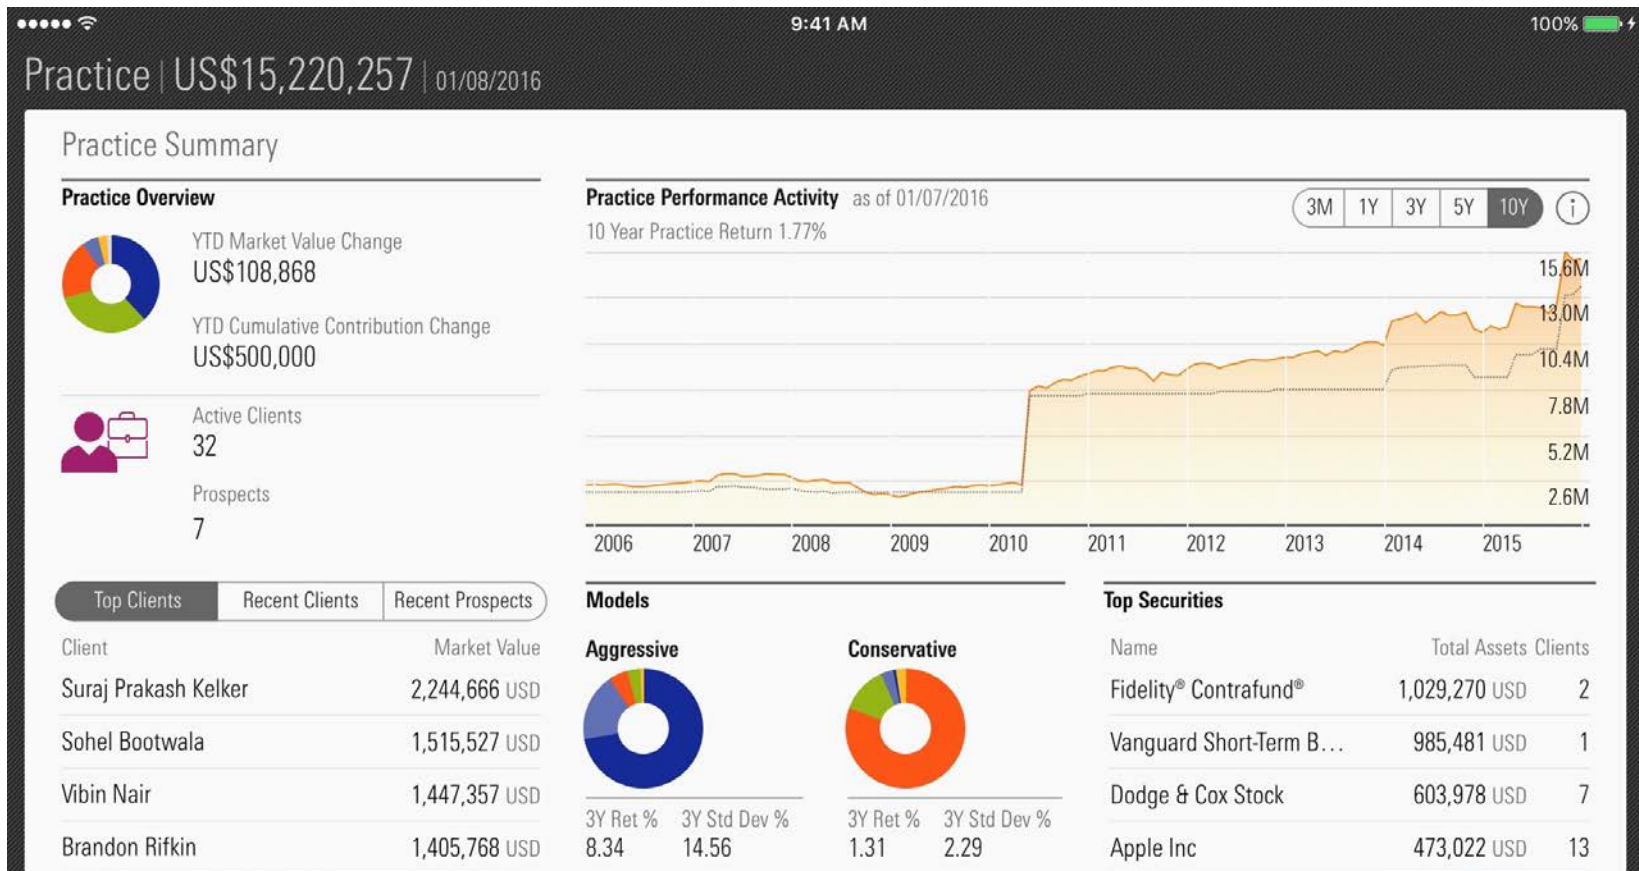 9:41 AM
100%
Practice | US$15,220,257 | 01/08/2016
Practice Summary
Practice Overview
YTD Market Value Change
US$108,868
YTD Cumulative Contribution Change
US$500,000
Active Clients
32
Prospects
7
Practice Performance Activity as of 01/07/2016
10 Year Practice Return 1.77%
3M 1Y 3Y 5Y 10Y i
15.6M
13.0M
10.4M
7.8M
5.2M
2.6M
2006 2007 2008 2009 2010 2011 2012 2013 2014 2015
Top Clients Recent Clients Recent Prospects
Client Market Value
Suraj Prakash Kelker 2,244,666 USD
Sohel Bootwala 1,515,527 USD
Vibin Nair 1,447,357 USD
Brandon Rifkin 1,405,768 USD
Models
Aggressive
3Y Ret % 3Y Std Dev %
8.34 14.56
Conservative
3Y Ret % 3Y Std Dev %
1.31 2.29
Top Securities
Name Total Assets Clients
Fidelity® Contrafund® 1,029,270 USD 2
Vanguard Short-Term B... 985,481 USD 1
Dodge & Cox Stock 603,978 USD 7
Apple Inc 473,022 USD 13